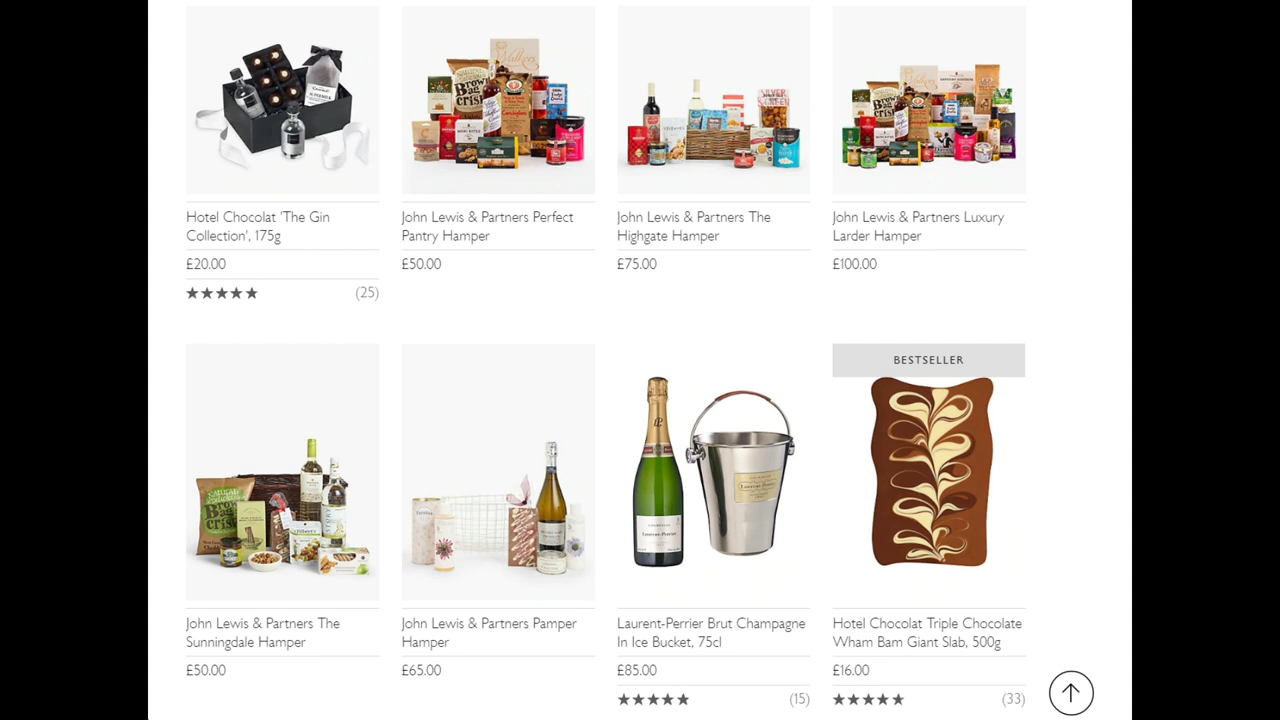 Hotel Chocolat 'The Gin
Collection', 175g
£20.00
(25)
John Lewis & Partners Perfect
Pantry Hamper
£50.00
John Lewis & Partners The
Highgate Hamper
£75.00
John Lewis & Partners Luxury
Larder Hamper
£100.00
John Lewis & Partners The
Sunningdale Hamper
£50.00
John Lewis & Partners Pamper
Hamper
£65.00
Laurent-Perrier Brut Champagne
In Ice Bucket, 75cl
£85.00
(15)
BESTSELLER
Hotel Chocolat Triple Chocolate
Wham Bam Giant Slab, 500g
£16.00
(33)